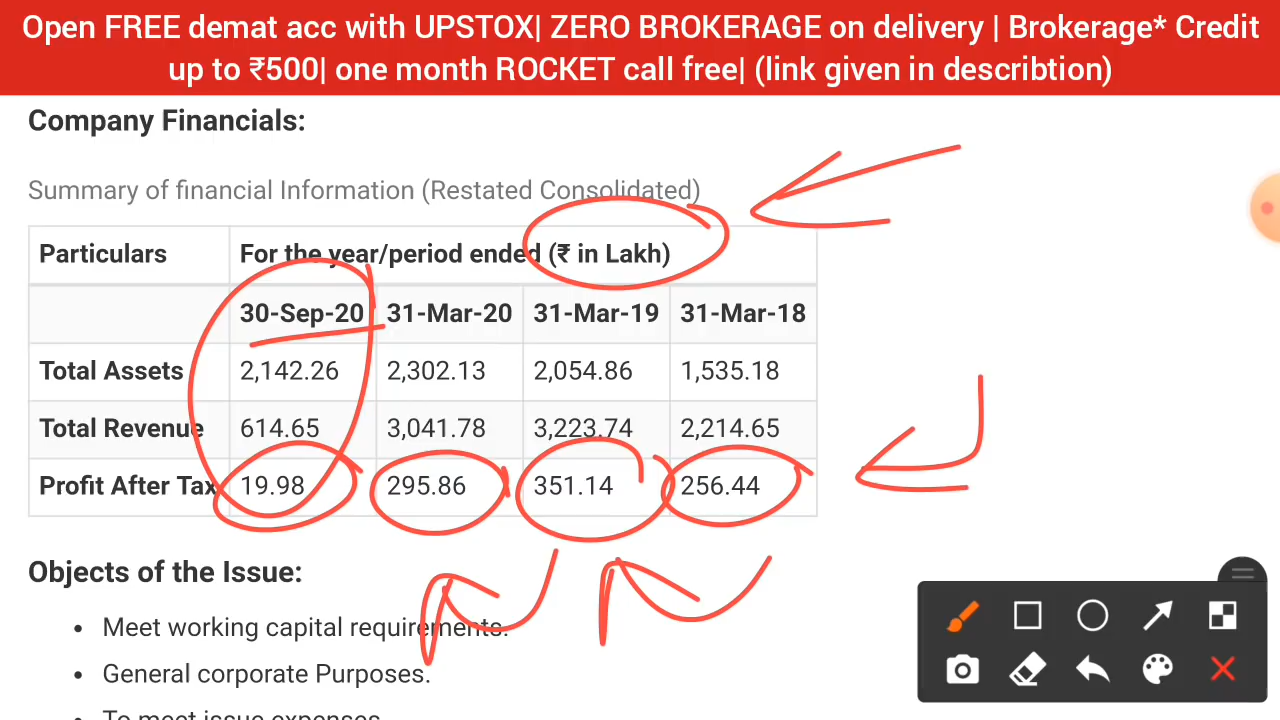 Open FREE demat acc with UPSTOX| ZERO BROKERAGE on delivery | Brokerage* Credit
up to ₹500| one month ROCKET call free| (link given in describtion)
Company Financials:
Summary of financial Information (Restated Consolidated)
Particulars For the year/period ended (₹ in Lakh)
30-Sep-20 31-Mar-20 31-Mar-19 31-Mar-18
Total Assets 2,142.26 2,302.13 2,054.86 1,535.18
Total Revenue 614.65 3,041.78 3,223.74 2,214.65
Profit After Tax 19.98 295.86 351.14 256.44
Objects of the Issue:
• Meet working capital requirements.
• General corporate Purposes.
• To meet issue expenses